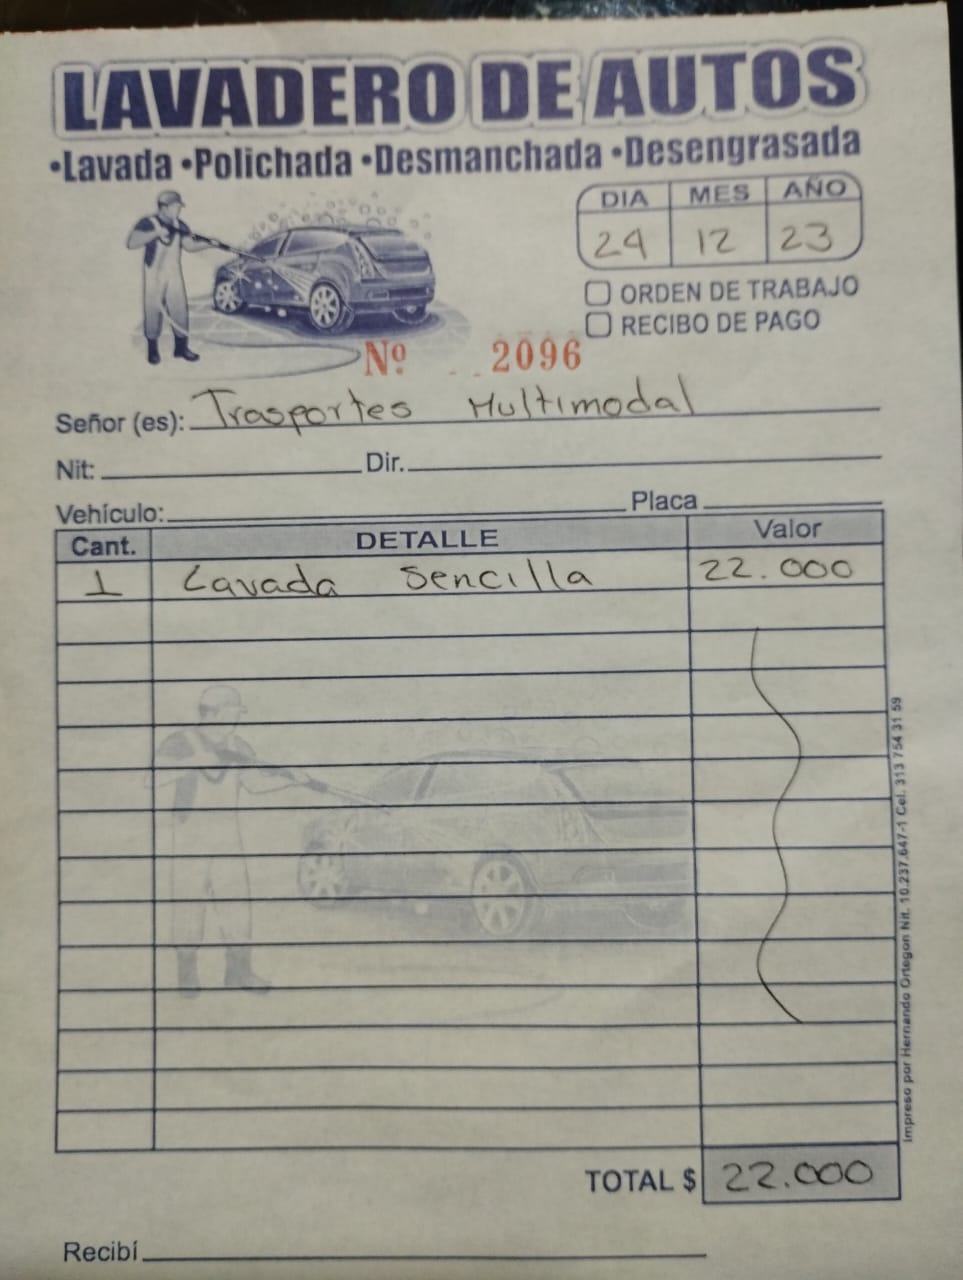 LAVADERO DE AUTOS
•Lavada •Polichada •Desmanchada •Desengrasada
DIA MES AÑO
24 12 23
ORDEN DE TRABAJO
RECIBO DE PAGO
Nº 2096
Señor (es): Trasportes Multimodal
Nit: Dir.
Vehículo: Placa
Cant. DETALLE Valor
1 Lavada Sencilla 22.000
TOTAL $ 22.000
Recibí
Impreso por Hernando Ortegon Nit. 10.237.647-1 Cel. 313 754 31 59